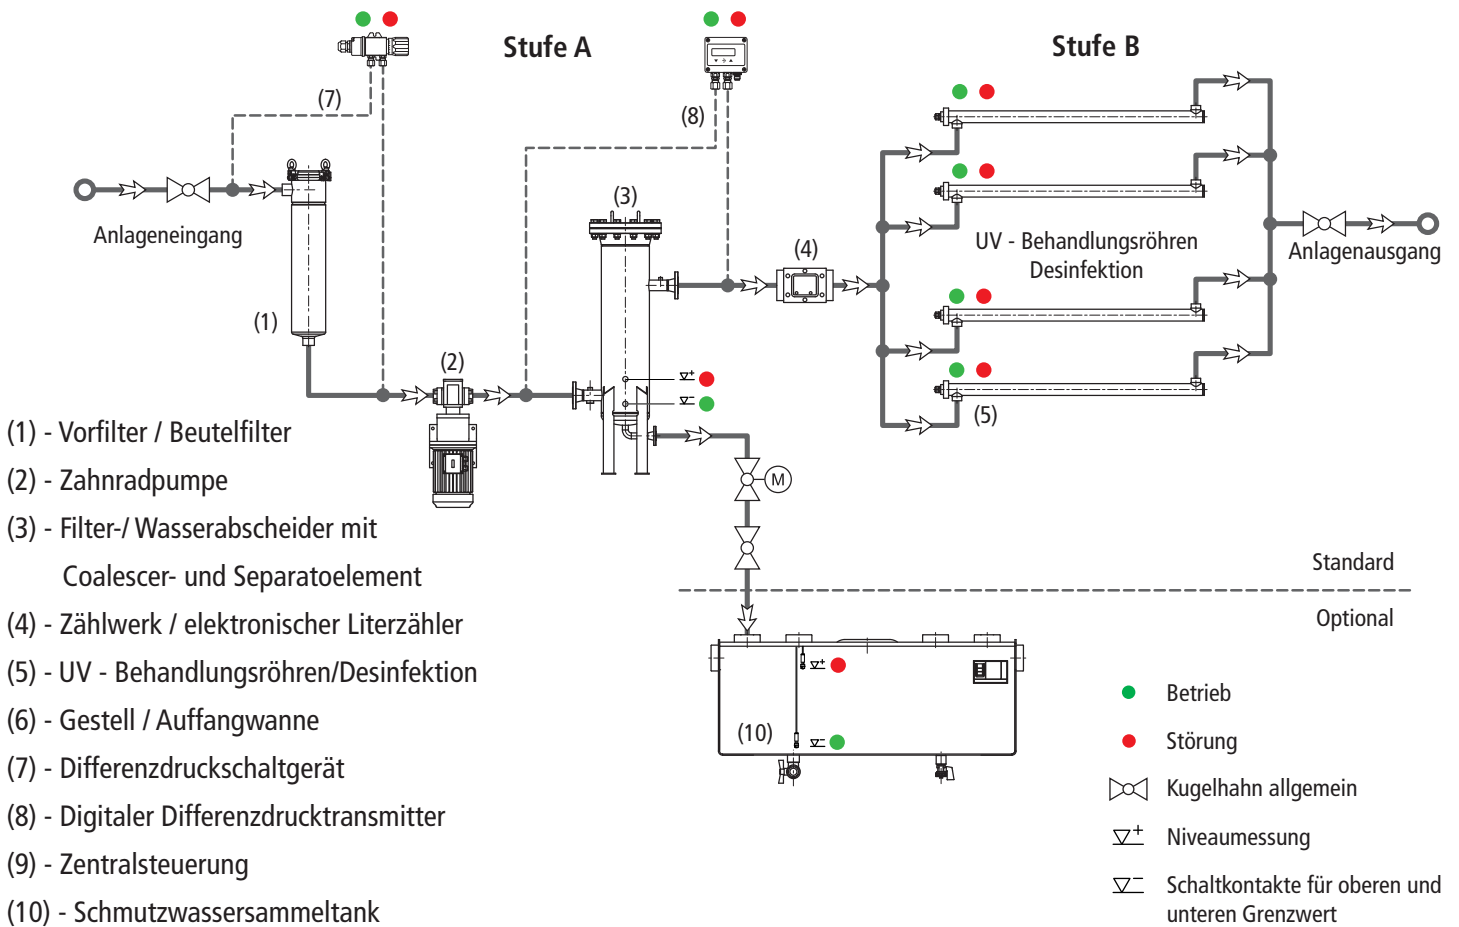 Stufe A
Stufe B
(7)
(8)
(3)
Anlageneingang
UV - Behandlungsröhren
Desinfektion
(4)
Anlagenausgang
(1)
(2)
(5)
M
(1) - Vorfilter / Beutelfilter
(2) - Zahnradpumpe
(3) - Filter-/ Wasserabscheider mit
Coalescer- und Separatoelement
(4) - Zählwerk / elektronischer Literzähler
(5) - UV - Behandlungsröhren/Desinfektion
(6) - Gestell / Auffangwanne
(7) - Differenzdruckschaltgerät
(8) - Digitaler Differenzdrucktransmitter
(9) - Zentralsteuerung
(10) - Schmutzwassersammeltank
Standard
Optional
(10)
Betrieb
Störung
Kugelhahn allgemein
Niveaumessung
Schaltkontakte für oberen und
unteren Grenzwert